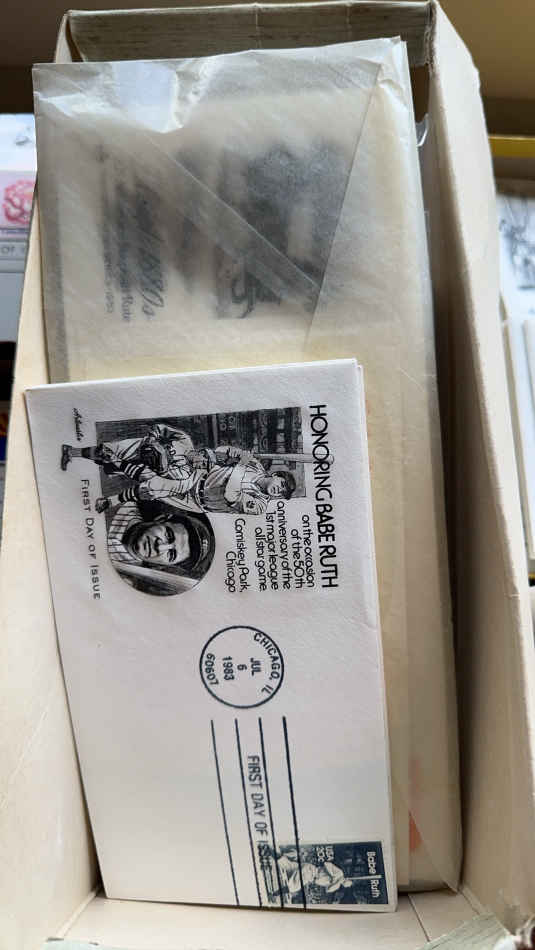 HONORING BABE RUTH
on the occasion
of the 50th
anniversary of the
1st major league
all star game
Comiskey Park,
Chicago
FIRST DAY OF ISSUE
CHICAGO, IL
JUL
6
1983
60607
FIRST DAY OF ISSUE
Babe Ruth
USA
20c